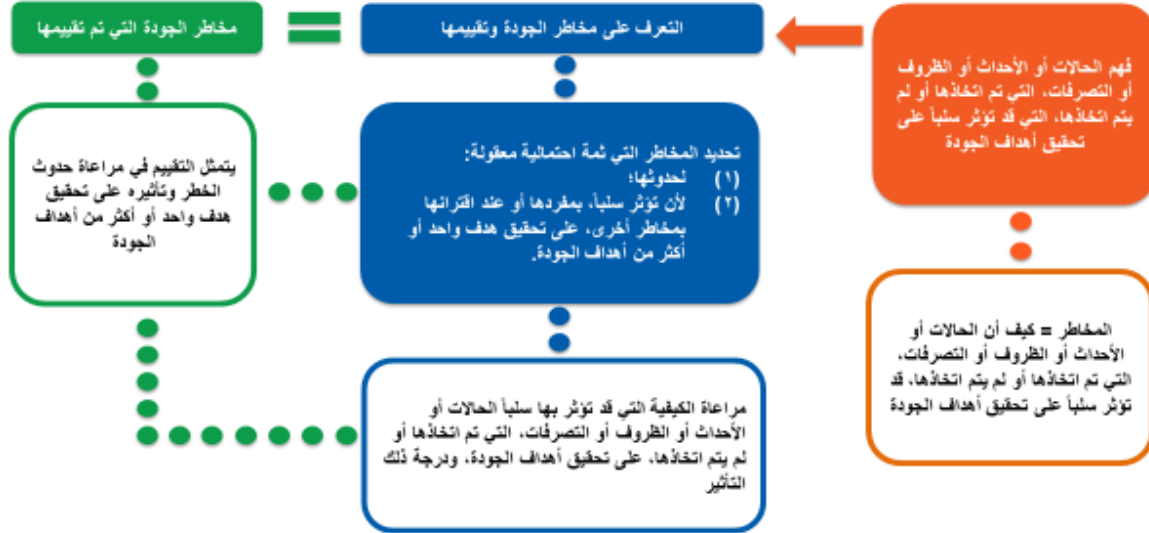 فهم الحالات أو الأحداث أو الظروف
أو التصرفات، التي تم اتخاذها أو لم
يتم اتخاذها، التي قد تؤثر سلباً على
تحقيق أهداف الجودة
المخاطر = كيف أن الحالات أو
الأحداث أو الظروف أو التصرفات،
التي تم اتخاذها أو لم يتم اتخاذها، قد
تؤثر سلباً على تحقيق أهداف الجودة
التعرف على مخاطر الجودة وتقييمها
تحديد المخاطر التي ثمة احتمالية معقولة:
(١) لحدوثها؛
(٢) لأن تؤثر سلباً، بمفردها أو عند اقترانها
بمخاطر أخرى، على تحقيق هدف واحد أو
أكثر من أهداف الجودة.
مراعاة الكيفية التي قد تؤثر بها سلباً الحالات أو
الأحداث أو الظروف أو التصرفات، التي تم اتخاذها أو
لم يتم اتخاذها، على تحقيق أهداف الجودة، ودرجة ذلك
التأثير
=
مخاطر الجودة التي تم تقييمها
يتمثل التقييم في مراعاة حدوث
الخطر وتأثيره على تحقيق
هدف واحد أو أكثر من أهداف
الجودة